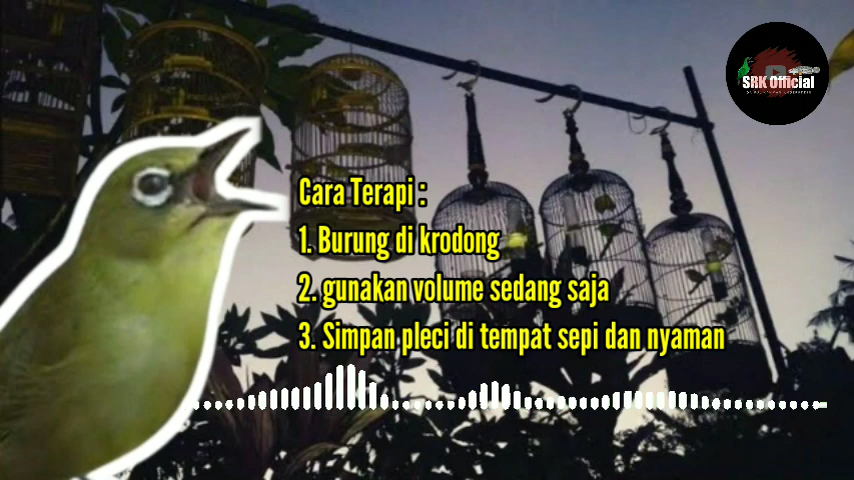 SRK Official
Cara Terapi :
1. Burung di krodong
2. gunakan volume sedang saja
3. Simpan pleci di tempat sepi dan nyaman